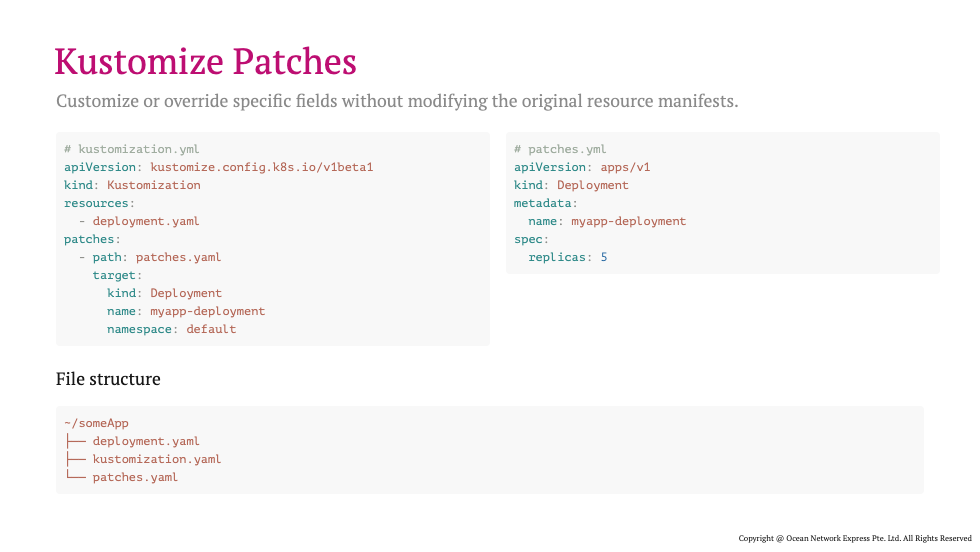 Kustomize Patches
Customize or override specific fields without modifying the original resource manifests.
# kustomization.yml
apiVersion: kustomize.config.k8s.io/v1beta1
kind: Kustomization
resources:
  - deployment.yaml
patches:
  - path: patches.yaml
    target:
      kind: Deployment
      name: myapp-deployment
      namespace: default
# patches.yml
apiVersion: apps/v1
kind: Deployment
metadata:
  name: myapp-deployment
spec:
  replicas: 5
File structure
~/someApp
├── deployment.yaml
├── kustomization.yaml
└── patches.yaml
Copyright @ Ocean Network Express Pte. Ltd. All Rights Reserved